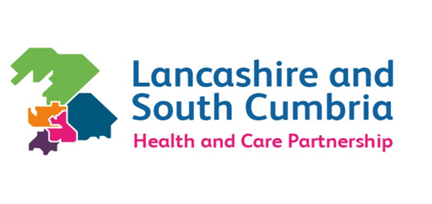 Lancashire and
South Cumbria
Health and Care Partnership